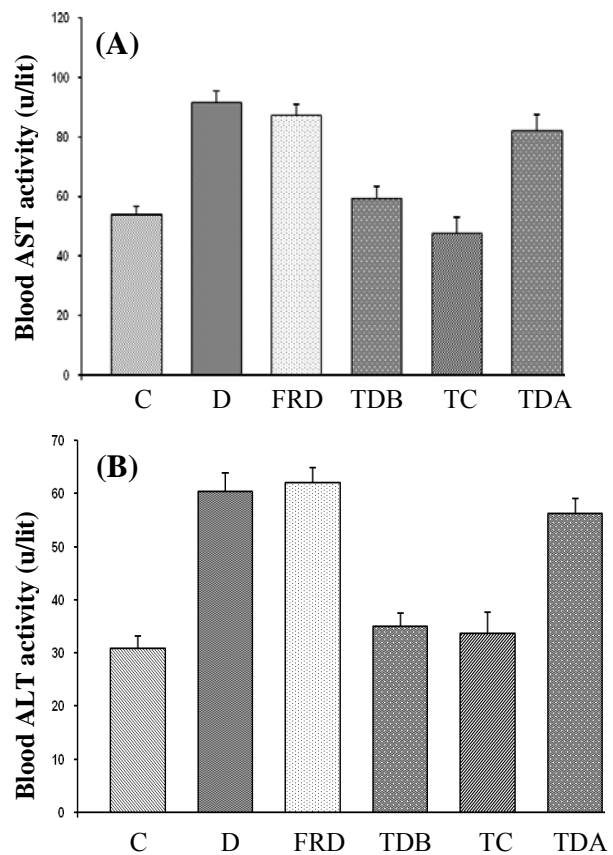 (A)
Blood AST activity (u/lit)
120
100
80
60
40
20
0
C D FRD TDB TC TDA
(B)
Blood ALT activity (u/lit)
70
60
50
40
30
20
10
0
C D FRD TDB TC TDA